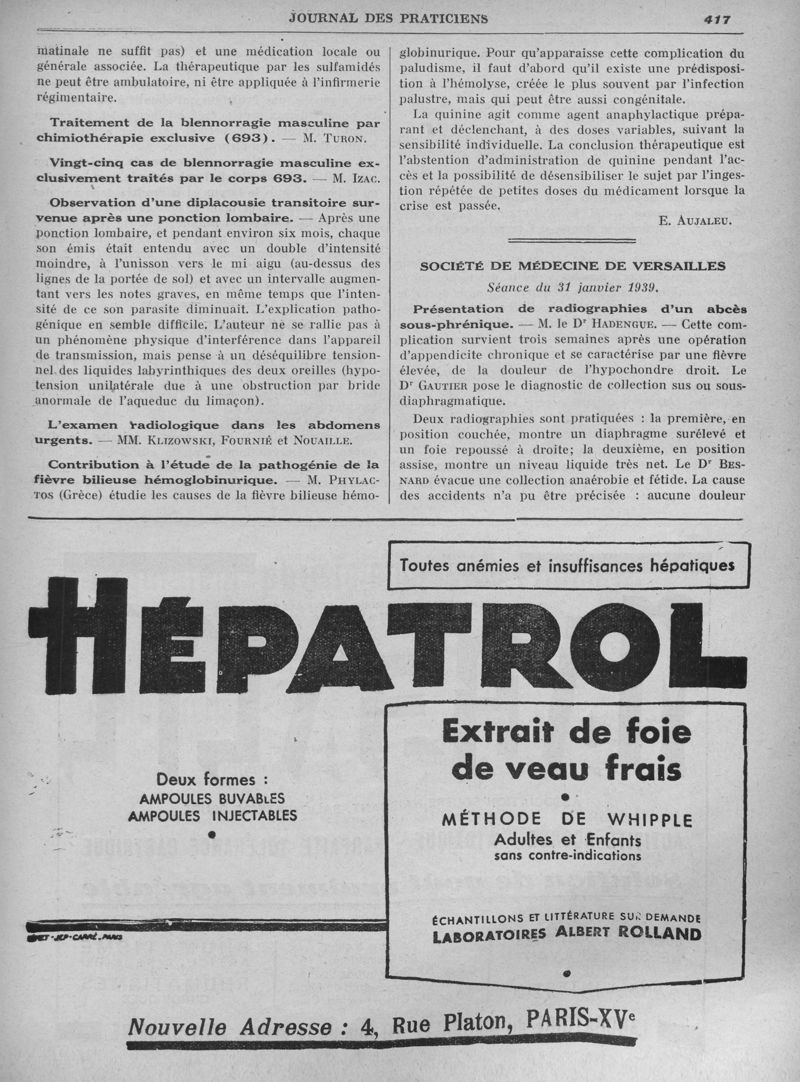 JOURNAL DES PRATICIENS 417
matinale ne suffit pas) et une médication locale ou
générale associée. La thérapeutique par les sulfamidés
ne peut être ambulatoire, ni être appliquée à l'infirmerie
régimentaire.
Traitement de la blennorragie masculine par
chimiothérapie exclusive (693). — M. TURON.
Vingt-cinq cas de blennorragie masculine ex-
clusivement traités par le corps 693. — M. IZAC.
Observation d'une diplacousie transitoire sur-
venue après une ponction lombaire. — Après une
ponction lombaire, et pendant environ six mois, chaque
son émis était entendu avec un double d'intensité
moindre, à l'unisson vers le mi aigu (au-dessus des
lignes de la portée de sol) et avec un intervalle augmen-
tant vers les notes graves, en même temps que l'inten-
sité de ce son parasite diminuait. L'explication patho-
génique en semble difficile. L'auteur ne se rallie pas à
un phénomène physique d'interférence dans l'appareil
de transmission, mais pense à un déséquilibre tension-
nel des liquides labyrinthiques des deux oreilles (hypo-
tension unilatérale due à une obstruction par bride
anormale de l'aqueduc du limaçon).
L'examen radiologique dans les abdomens
urgents. — MM. KLIZOWSKI, FOURNIÉ et NOUAILLE.
Contribution à l'étude de la pathogénie de la
fièvre bilieuse hémoglobinurique. — M. PHYLAC-
TOS (Grèce) étudie les causes de la fièvre bilieuse hémo-
globinurique. Pour qu'apparaisse cette complication du
paludisme, il faut d'abord qu'il existe une prédisposi-
tion à l'hémolyse, créée le plus souvent par l'infection
palustre, mais qui peut être aussi congénitale.
La quinine agit comme agent anaphylactique prépa-
rant et déclenchant, à des doses variables, suivant la
sensibilité individuelle. La conclusion thérapeutique est
l'abstention d'administration de quinine pendant l'ac-
cès et la possibilité de désensibiliser le sujet par l'inges-
tion répétée de petites doses du médicament lorsque la
crise est passée.
E. AUJALEU.
SOCIÉTÉ DE MÉDECINE DE VERSAILLES
Séance du 31 janvier 1939.
Présentation de radiographies d'un abcès
sous-phrénique. — M. le Dr HADENGUE. — Cette com-
plication survient trois semaines après une opération
d'appendicite chronique et se caractérise par une fièvre
élevée, de la douleur de l'hypochondre droit. Le
Dr GAUTIER pose le diagnostic de collection sus ou sous-
diaphragmatique.
Deux radiographies sont pratiquées : la première, en
position couchée, montre un diaphragme surélevé et
un foie repoussé à droite; la deuxième, en position
assise, montre un niveau liquide très net. Le Dr BES-
NARD évacue une collection anaérobie et fétide. La cause
des accidents n'a pu être précisée : aucune douleur
Toutes anémies et insuffisances hépatiques
HÉPATROL
Extrait de foie
de veau frais
Deux formes :
AMPOULES BUVABLES
AMPOULES INJECTABLES
MÉTHODE DE WHIPPLE
Adultes et Enfants
sans contre-indications
ÉCHANTILLONS ET LITTÉRATURE SUR DEMANDE
LABORATOIRES ALBERT ROLLAND
Nouvelle Adresse : 4, Rue Platon, PARIS-XVe